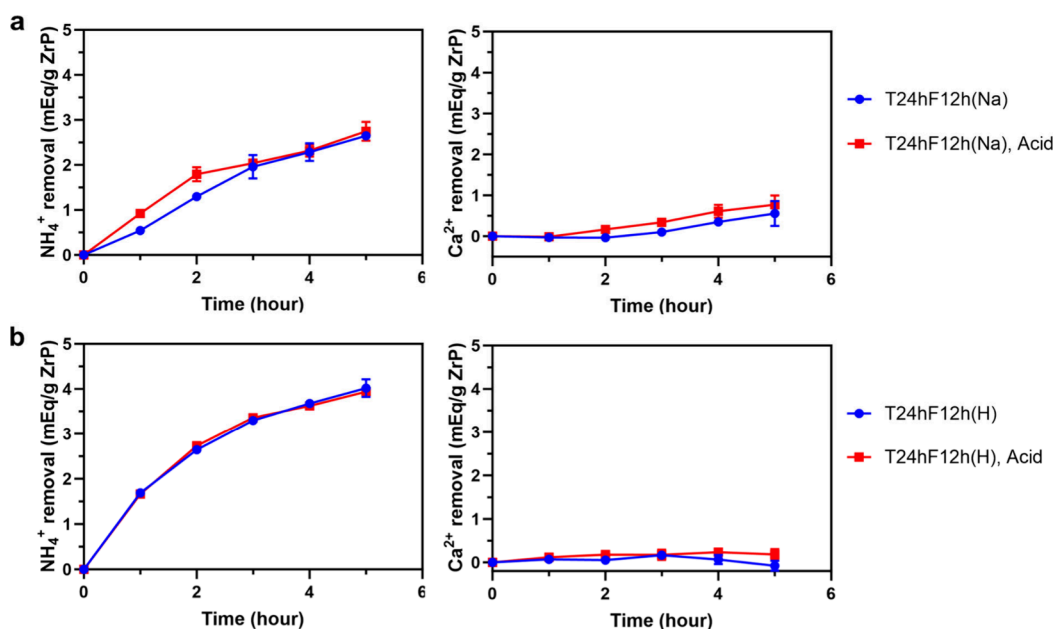 a
NH₄⁺ removal (mEq/g ZrP)
5
4
3
2
1
0
0
2
4
6
Time (hour)
Ca²⁺ removal (mEq/g ZrP)
5
4
3
2
1
0
0
2
4
6
Time (hour)
T24hF12h(Na)
T24hF12h(Na), Acid
b
NH₄⁺ removal (mEq/g ZrP)
5
4
3
2
1
0
0
2
4
6
Time (hour)
Ca²⁺ removal (mEq/g ZrP)
5
4
3
2
1
0
0
2
4
6
Time (hour)
T24hF12h(H)
T24hF12h(H), Acid